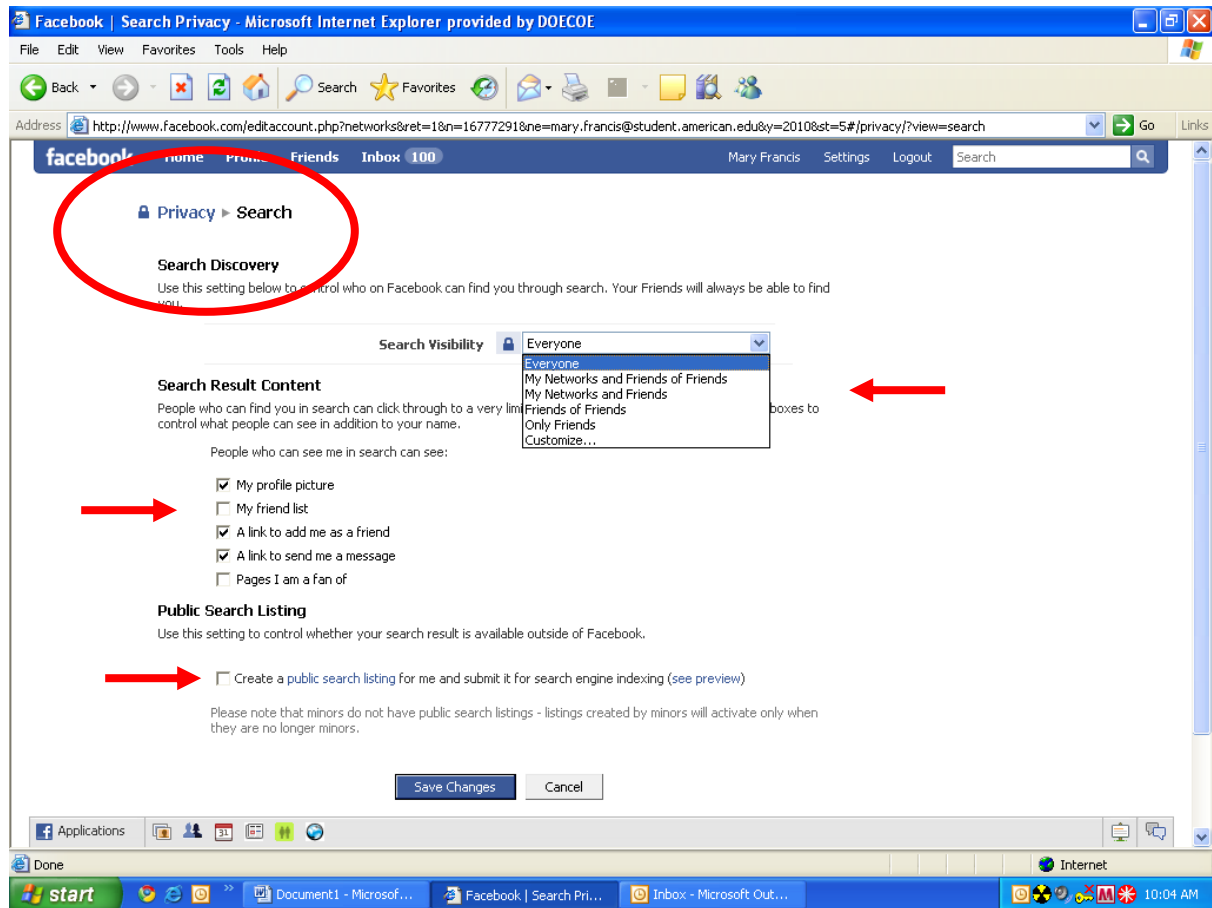 Facebook | Search Privacy - Microsoft Internet Explorer provided by DOECOE
File Edit View Favorites Tools Help
Back Search Favorites
Address http://www.facebook.com/editaccount.php?networks&ret=1&n=16777291&ne=mary.francis@student.american.edu&y=2010&st=5#/privacy/?view=search Go Links
facebook Home Profile Friends Inbox 100 Mary Francis Settings Logout Search
Privacy ▸ Search
Search Discovery
Use this setting below to control who on Facebook can find you through search. Your Friends will always be able to find
you.
Search Visibility Everyone
Everyone
My Networks and Friends of Friends
My Networks and Friends
Friends of Friends
Only Friends
Customize...
Search Result Content
People who can find you in search can click through to a very boxes to
control what people can see in addition to your name.
People who can see me in search can see:
My profile picture
My friend list
A link to add me as a friend
A link to send me a message
Pages I am a fan of
Public Search Listing
Use this setting to control whether your search result is available outside of Facebook.
Create a public search listing for me and submit it for search engine indexing (see preview)
Please note that minors do not have public search listings - listings created by minors will activate only when
they are no longer minors.
Save Changes Cancel
Applications 31
Done Internet
start Document1 - Microsof... Facebook | Search Pri... Inbox - Microsoft Out... 10:04 AM